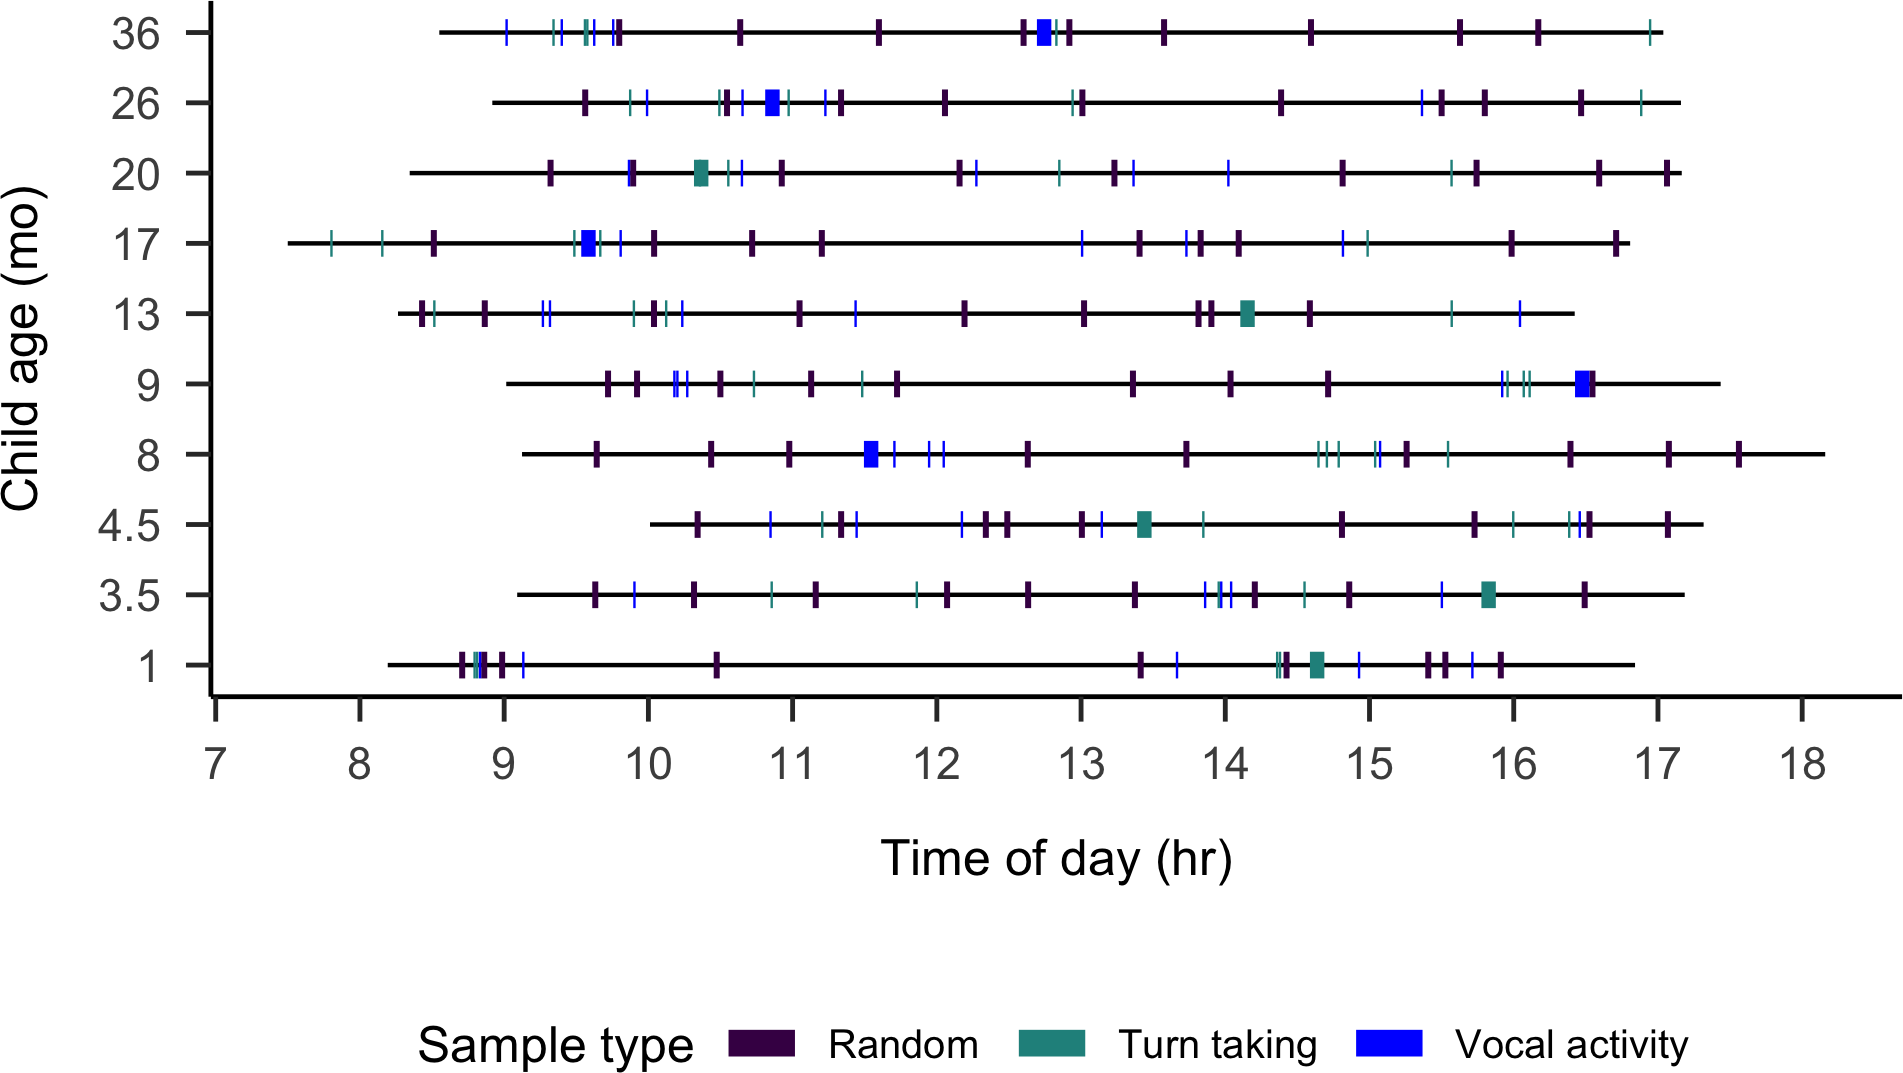 Child age (mo)
36
26
20
17
13
9
8
4.5
3.5
1
7 8 9 10 11 12 13 14 15 16 17 18
Time of day (hr)
Sample type Random Turn taking Vocal activity